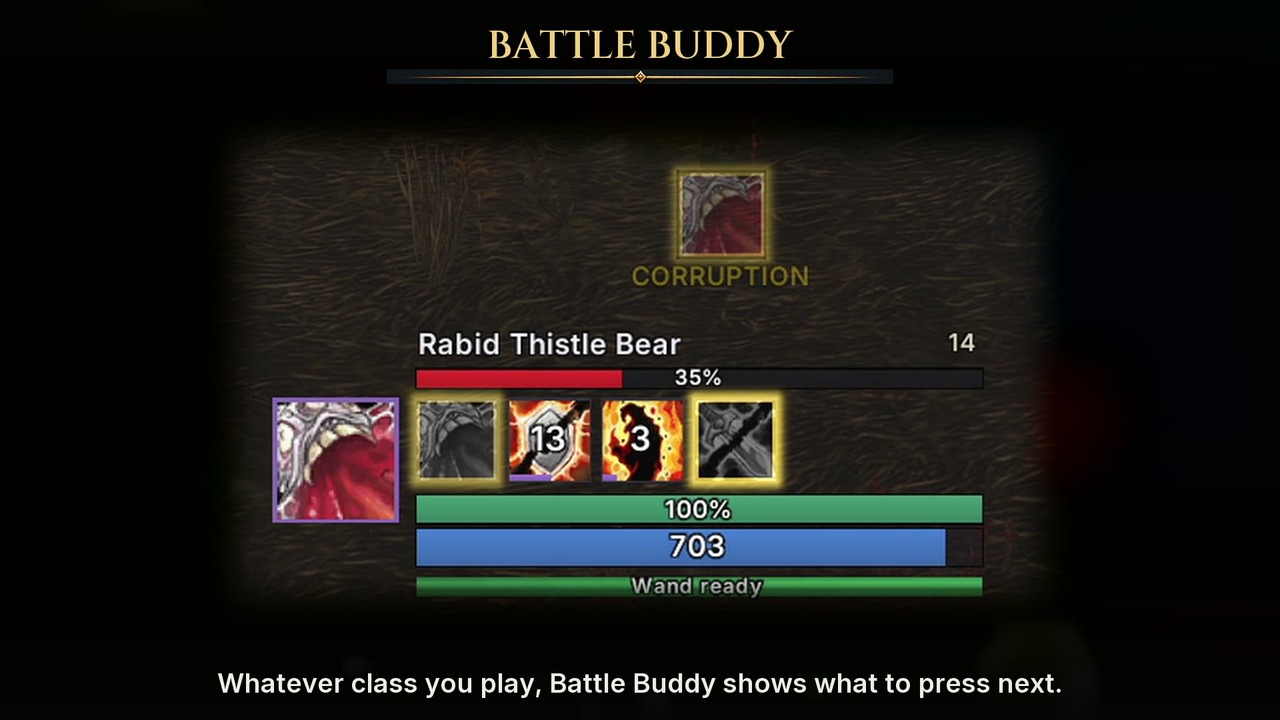 BATTLE BUDDY
CORRUPTION
Rabid Thistle Bear 14
35%
13 3
100%
703
Wand ready
Whatever class you play, Battle Buddy shows what to press next.